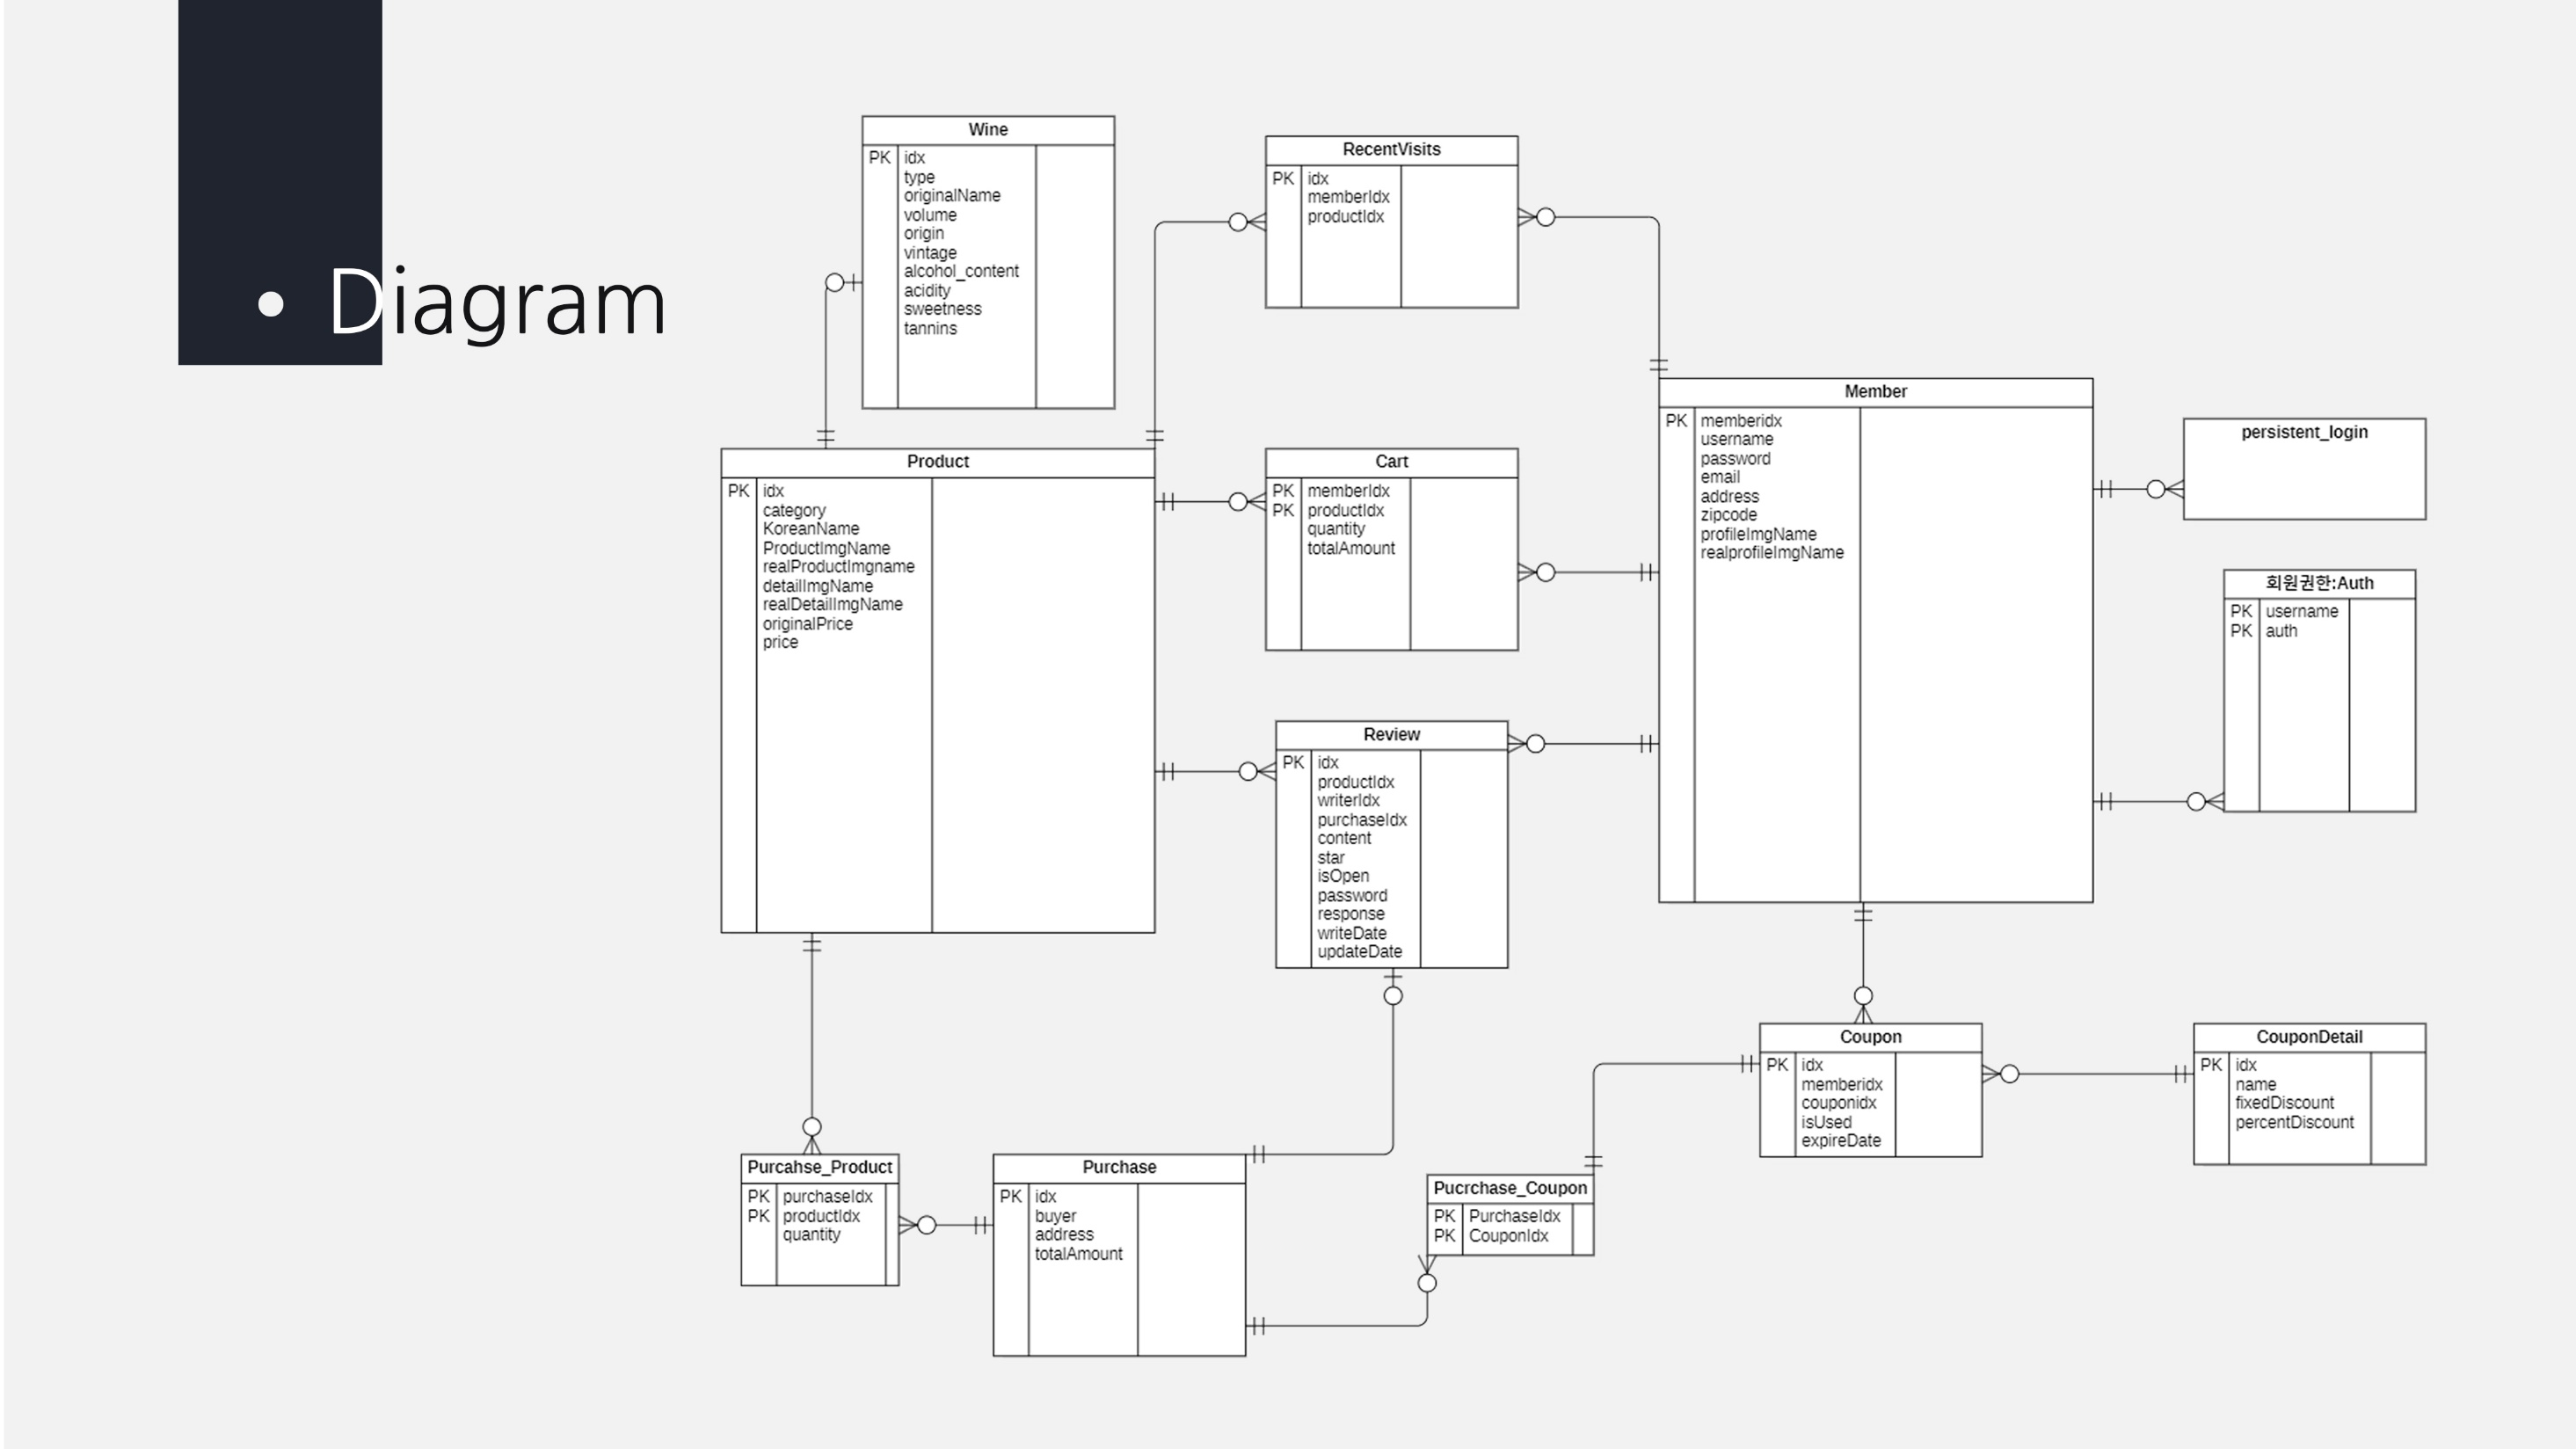 • Diagram
Wine
PK idx
type
originalName
volume
origin
vintage
alcohol_content
acidity
sweetness
tannins
RecentVisits
PK idx
memberIdx
productIdx
Product
PK idx
category
KoreanName
ProductImgName
realProductImgname
detailImgName
realDetailImgName
originalPrice
price
Cart
PK memberIdx
PK productIdx
quantity
totalAmount
Member
PK memberidx
username
password
email
address
zipcode
profileImgName
realprofileImgName
persistent_login
회원권한:Auth
PK username
PK auth
Review
PK idx
productIdx
writerIdx
purchaseIdx
content
star
isOpen
password
response
writeDate
updateDate
Coupon
PK idx
memberidx
couponidx
isUsed
expireDate
CouponDetail
PK idx
name
fixedDiscount
percentDiscount
Purcahse_Product
PK purchaseIdx
PK productIdx
quantity
Purchase
PK idx
buyer
address
totalAmount
Pucrchase_Coupon
PK PurchaseIdx
PK CouponIdx